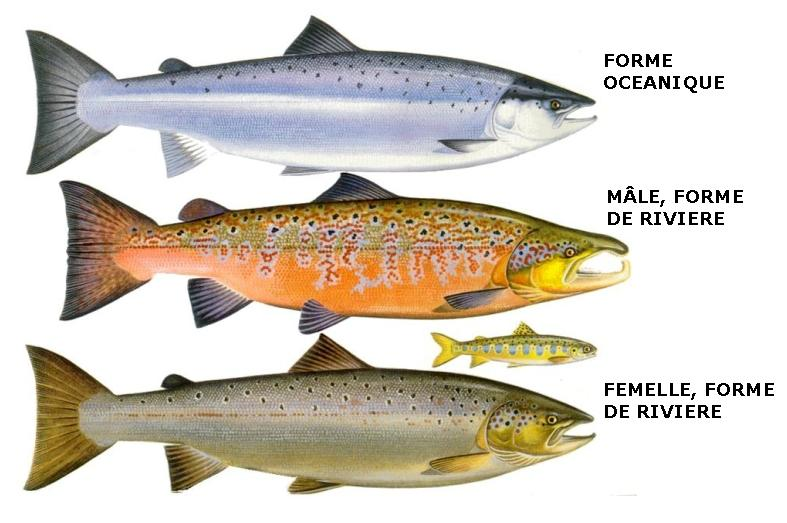 FORME
OCEANIQUE
MÂLE, FORME
DE RIVIERE
FEMELLE, FORME
DE RIVIERE